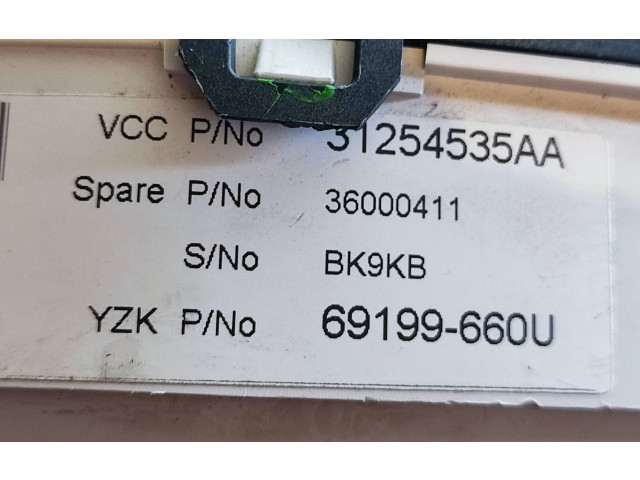 VCC P/No 31254535AA
Spare P/No 36000411
S/No BK9KB
YZK P/No 69199-660U